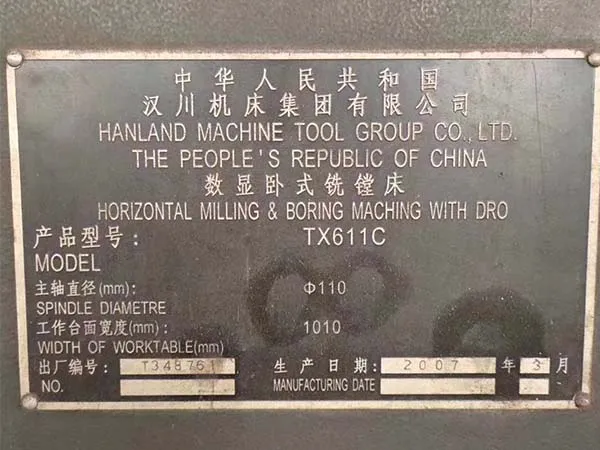 中华人民共和国
汉川机床集团有限公司
HANLAND MACHINE TOOL GROUP CO.,LTD.
THE PEOPLE'S REPUBLIC OF CHINA
数显卧式铣镗床
HORIZONTAL MILLING & BORING MACHING WITH DRO
产品型号: TX611C
MODEL
主轴直径(mm): Φ110
SPINDLE DIAMETRE
工作台面宽度(mm): 1010
WIDTH OF WORKTABLE(mm)
出厂编号: T348761 生产日期: 2007 年 3 月
NO. MANUFACTURING DATE